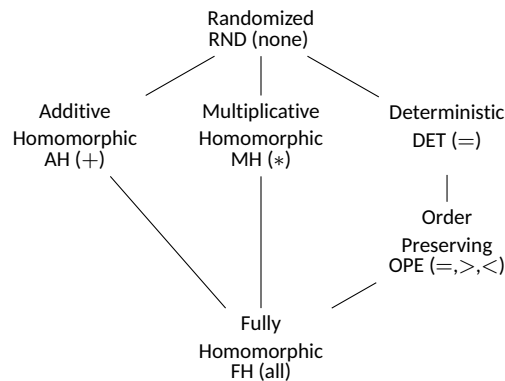 Randomized
RND (none)
Additive
Homomorphic
AH (+)
Multiplicative
Homomorphic
MH (∗)
Deterministic
DET (=)
Order
Preserving
OPE (=,>,<)
Fully
Homomorphic
FH (all)